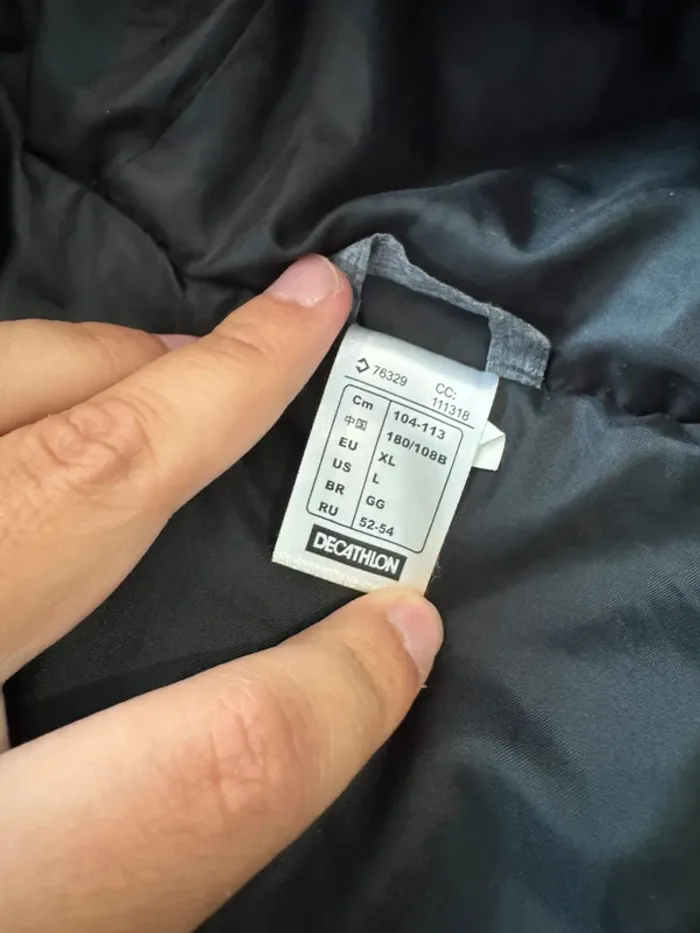 76329 CC: 111318
Cm 104-113
中国 180/108B
EU XL
US L
BR GG
RU 52-54
DECATHLON